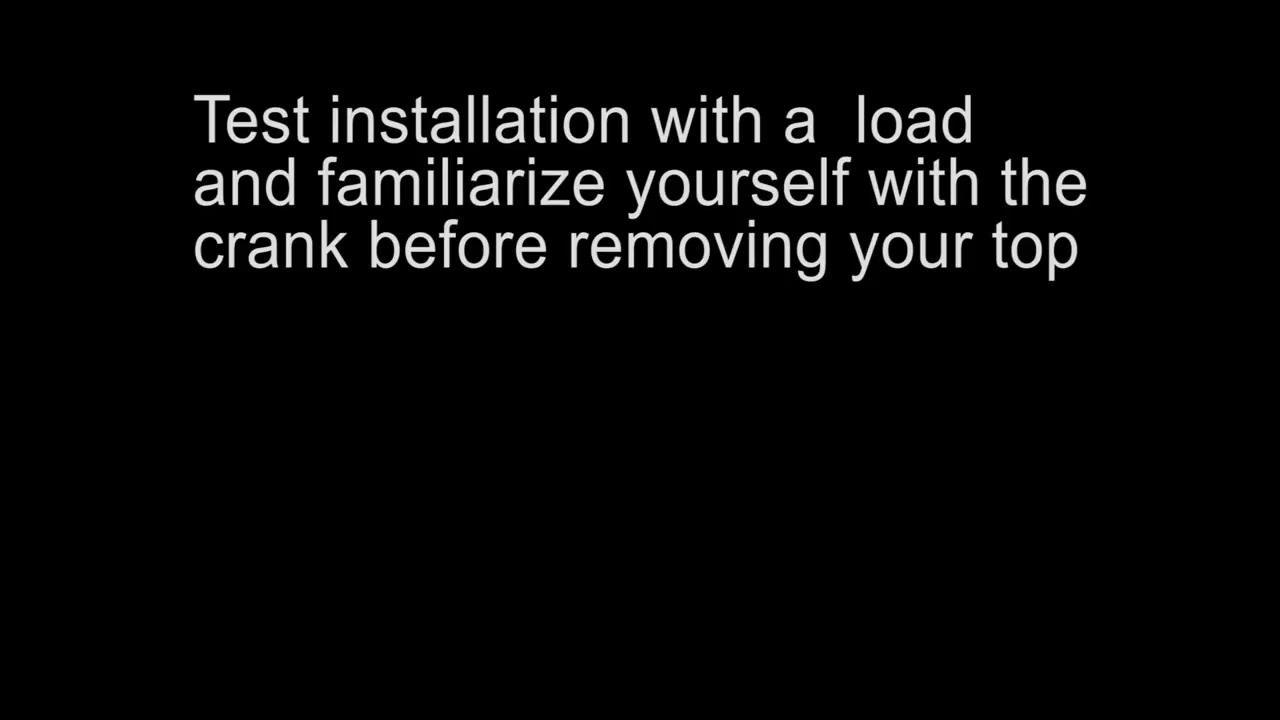 Test installation with a  load
and familiarize yourself with the
crank before removing your top